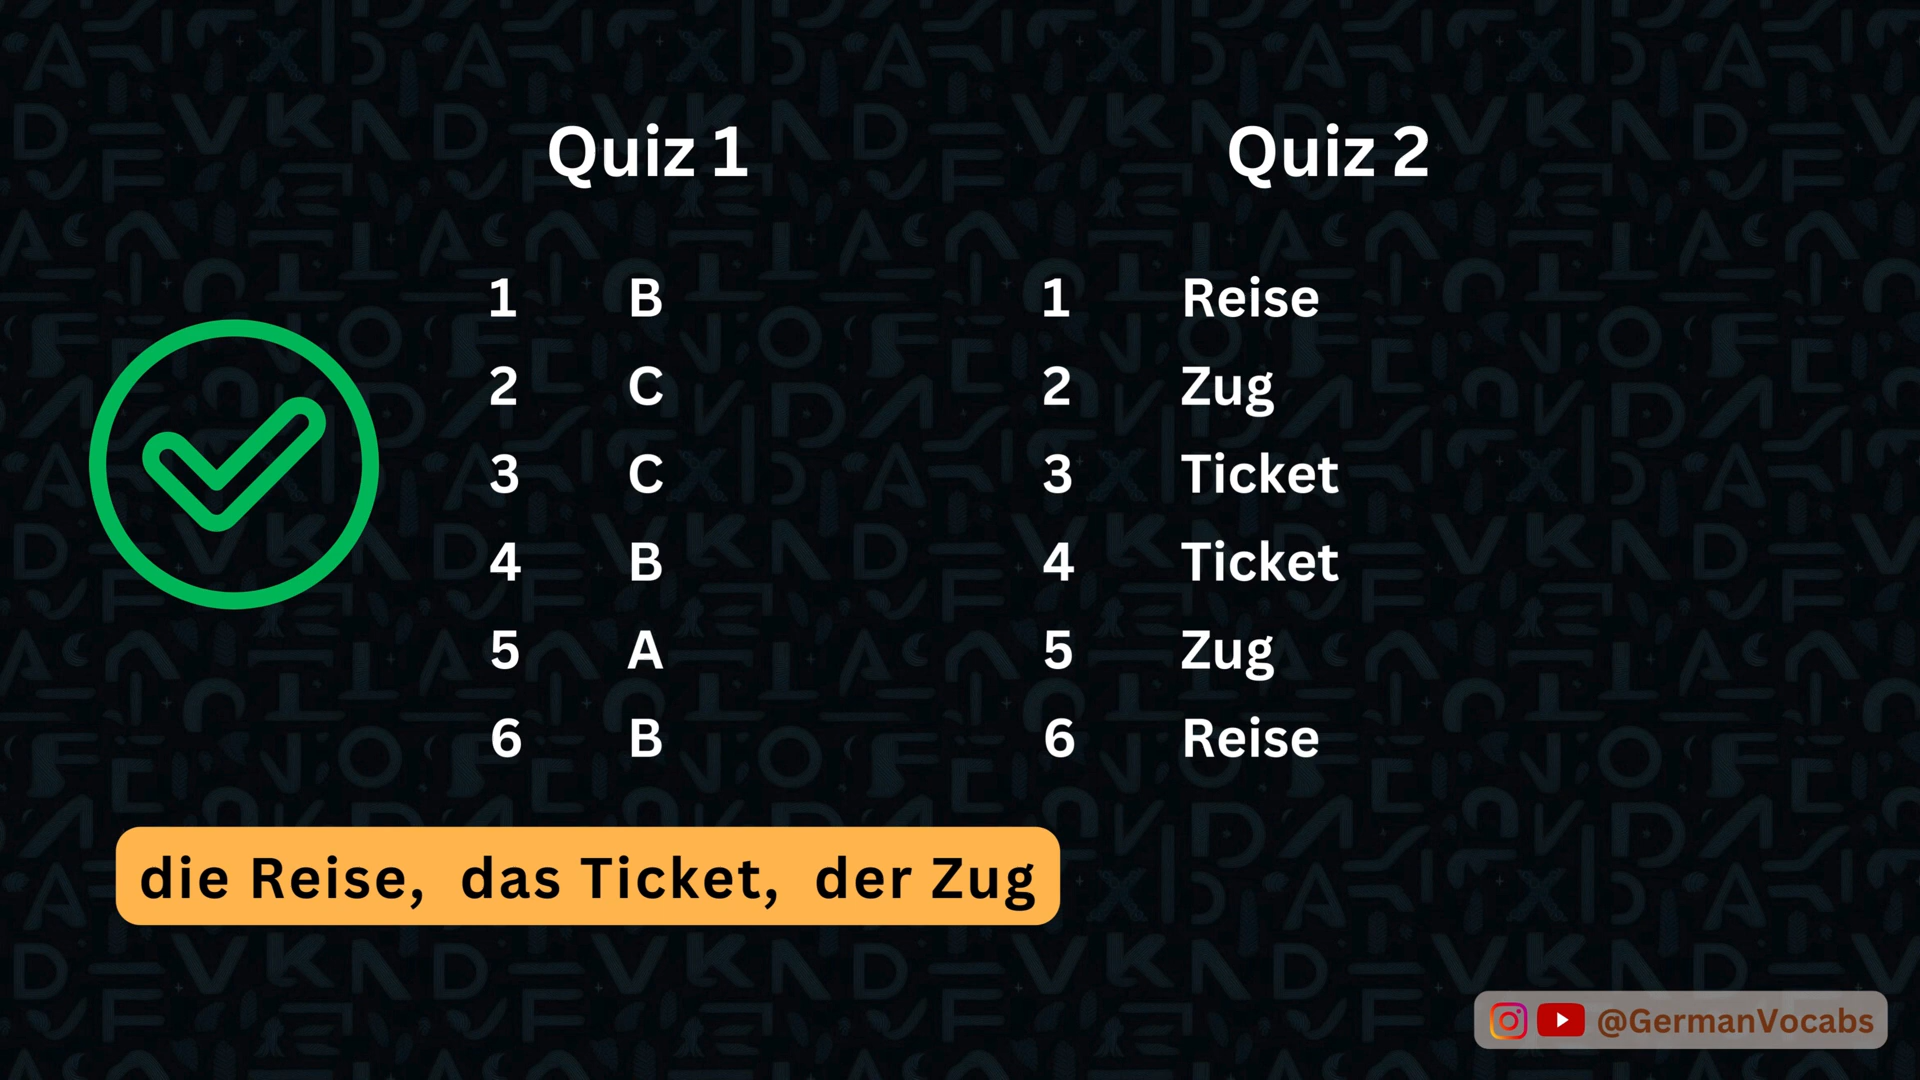 Quiz 1
1 B
2 C
3 C
4 B
5 A
6 B
Quiz 2
1 Reise
2 Zug
3 Ticket
4 Ticket
5 Zug
6 Reise
die Reise, das Ticket, der Zug
@GermanVocabs